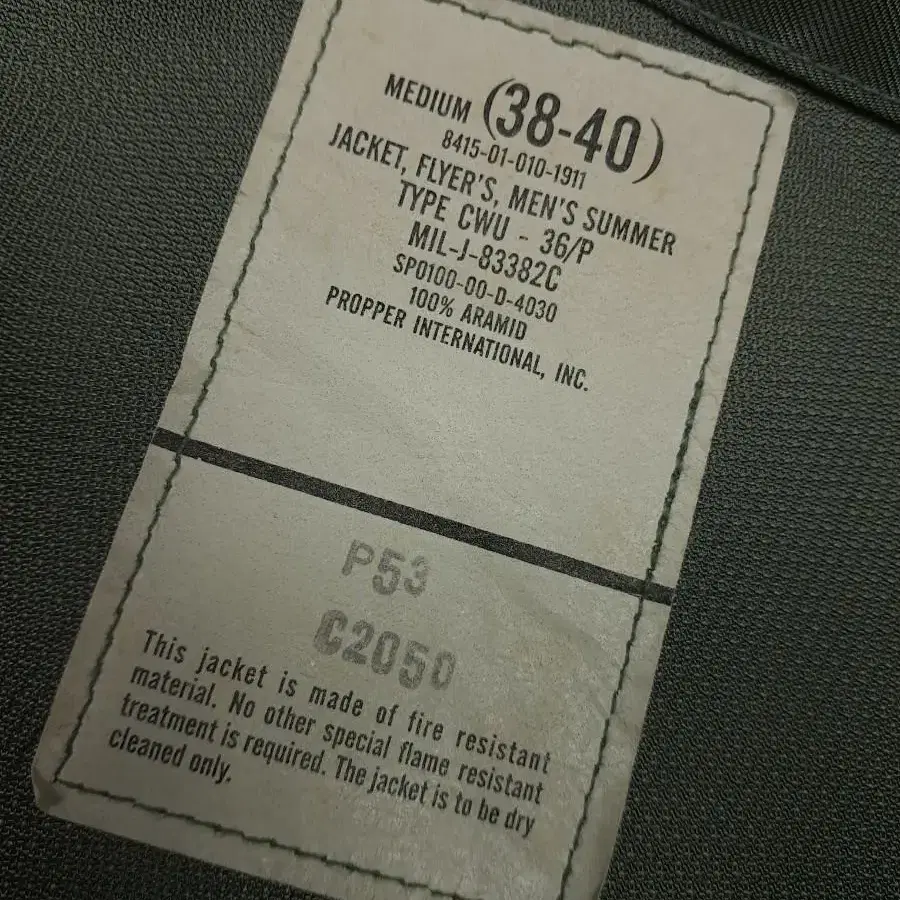 MEDIUM (38-40)
8415-01-010-1911
JACKET, FLYER'S, MEN'S SUMMER
TYPE CWU - 36/P
MIL-J-83382C
SP0100-00-D-4030
100% ARAMID
PROPPER INTERNATIONAL, INC.
P53
C2050
This jacket is made of fire resistant
material. No other special flame resistant
treatment is required. The jacket is to be dry
cleaned only.